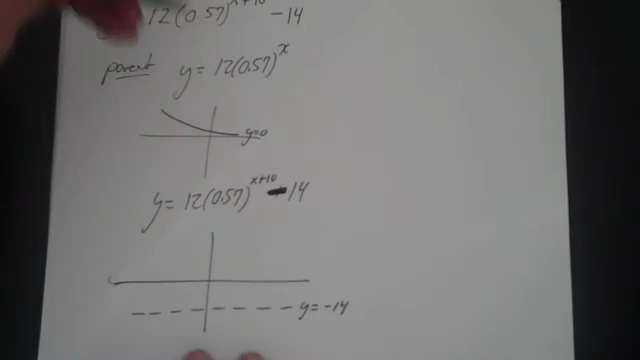 12(0.57)^{x+10} -14
parent y = 12(0.57)^x
y=0
y = 12(0.57)^{x+10} - 14
y = -14